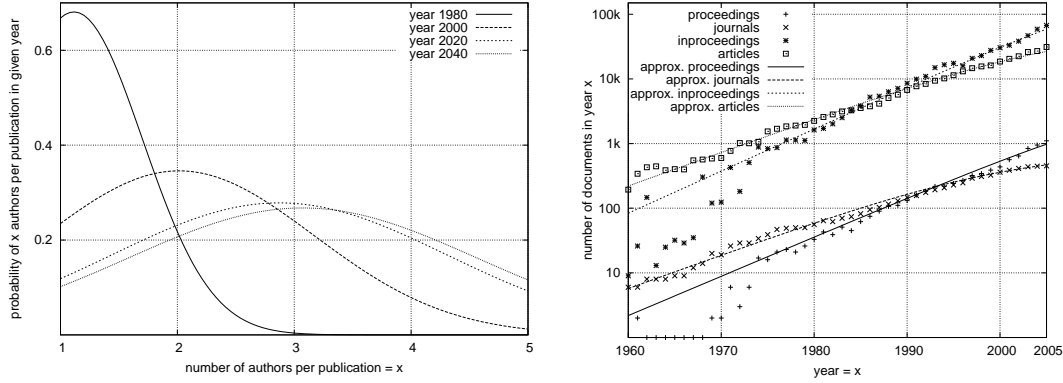 probability of x authors per publication in given year
0.6
0.4
0.2
1 2 3 4 5
number of authors per publication = x
year 1980
year 2000
year 2020
year 2040
number of documents in year x
100k
10k
1k
100
10
1960 1970 1980 1990 2000 2005
year = x
proceedings
journals
inproceedings
articles
approx. proceedings
approx. journals
approx. inproceedings
approx. articles